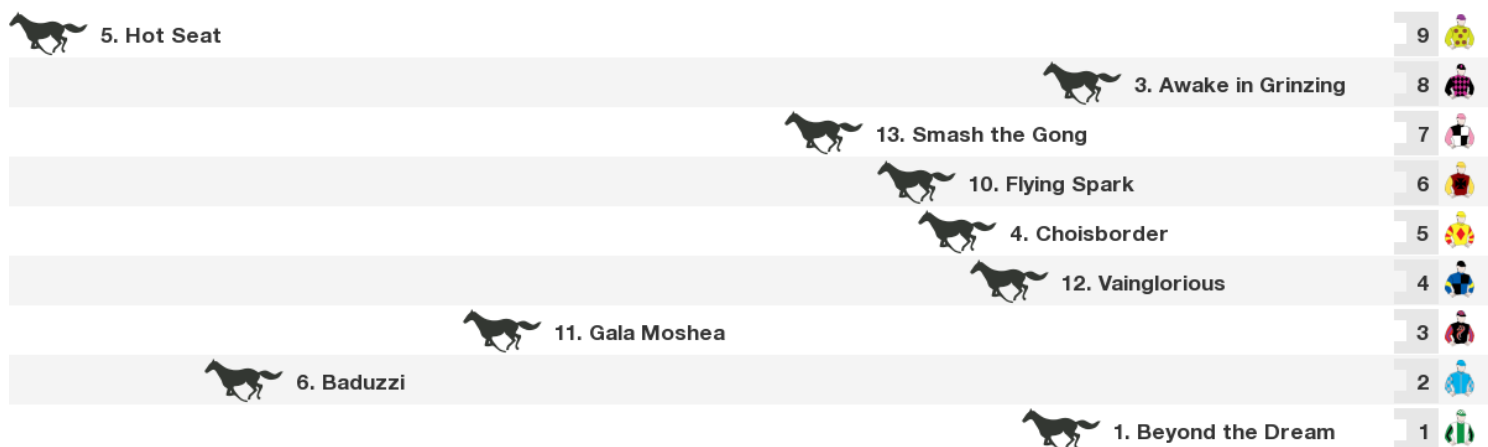 5. Hot Seat 9
3. Awake in Grinzing 8
13. Smash the Gong 7
10. Flying Spark 6
4. Choisborder 5
12. Vainglorious 4
11. Gala Moshea 3
6. Baduzzi 2
1. Beyond the Dream 1